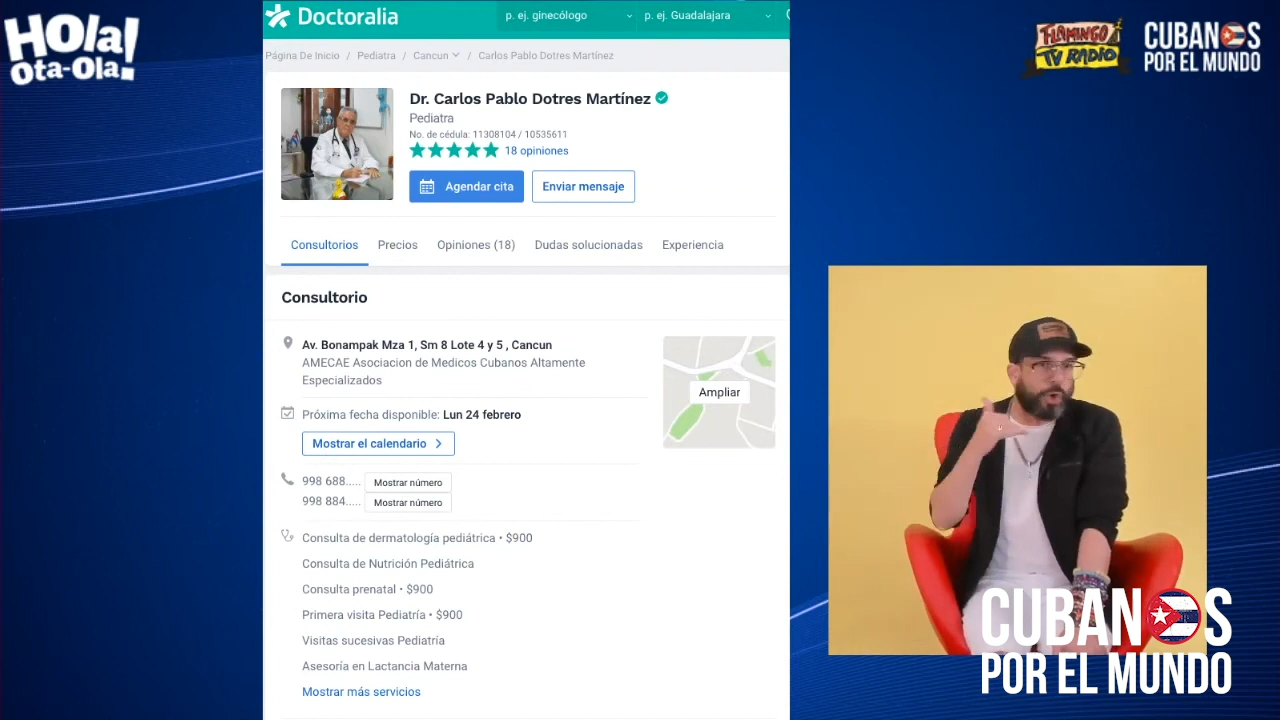 Hola!
Ota-Ola!
Doctoralia
p. ej. ginecólogo
p. ej. Guadalajara
FLAMINGO
TV RADIO
CUBANOS
POR EL MUNDO
Página De Inicio / Pediatra / Cancun / Carlos Pablo Dotres Martínez
Dr. Carlos Pablo Dotres Martínez
Pediatra
No. de cédula: 11308104 / 10535611
18 opiniones
Agendar cita
Enviar mensaje
Consultorios
Precios
Opiniones (18)
Dudas solucionadas
Experiencia
Consultorio
Av. Bonampak Mza 1, Sm 8 Lote 4 y 5 , Cancun
AMECAE Asociacion de Medicos Cubanos Altamente
Especializados
Ampliar
Próxima fecha disponible: Lun 24 febrero
Mostrar el calendario
998 688..... Mostrar número
998 884..... Mostrar número
Consulta de dermatología pediátrica • $900
Consulta de Nutrición Pediátrica
Consulta prenatal • $900
Primera visita Pediatría • $900
Visitas sucesivas Pediatría
Asesoría en Lactancia Materna
Mostrar más servicios
CUBANOS
POR EL MUNDO